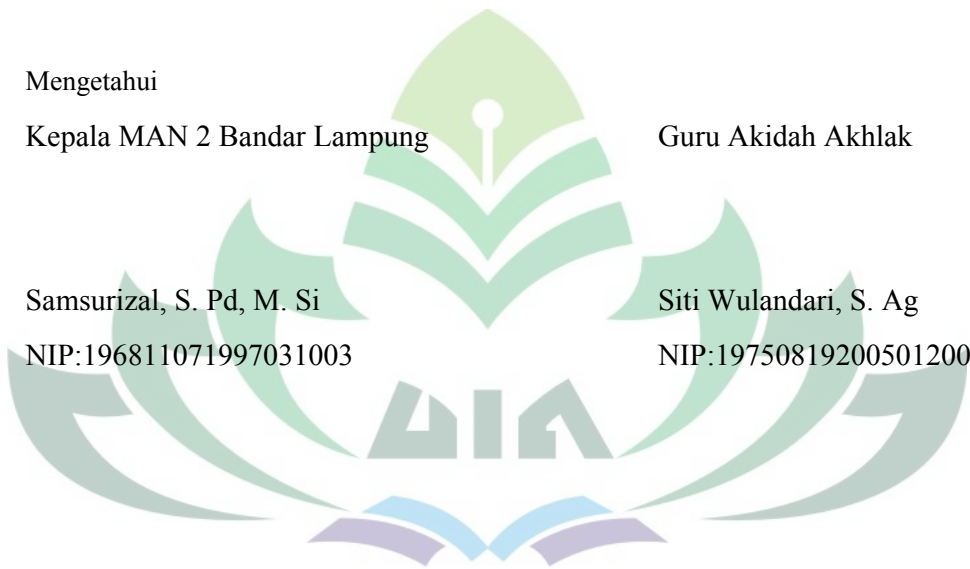 Mengetahui
Kepala MAN 2 Bandar Lampung Guru Akidah Akhlak
Samsurizal, S. Pd, M. Si Siti Wulandari, S. Ag
NIP:196811071997031003 NIP:19750819200501200
UIA